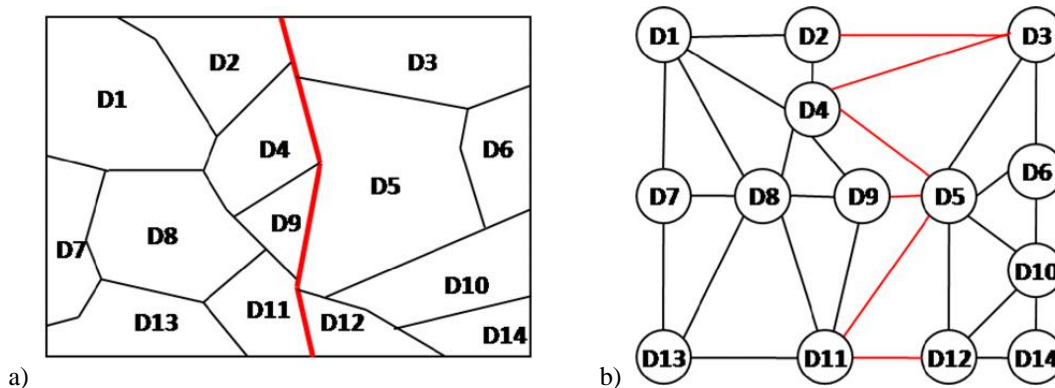 D1 D2 D3
D4
D6
D5
D9
D8
D7
D10
D11 D12
D13
D14
a)
D1 D2 D3
D4
D6
D7 D8 D9 D5
D10
D13 D11 D12 D14
b)